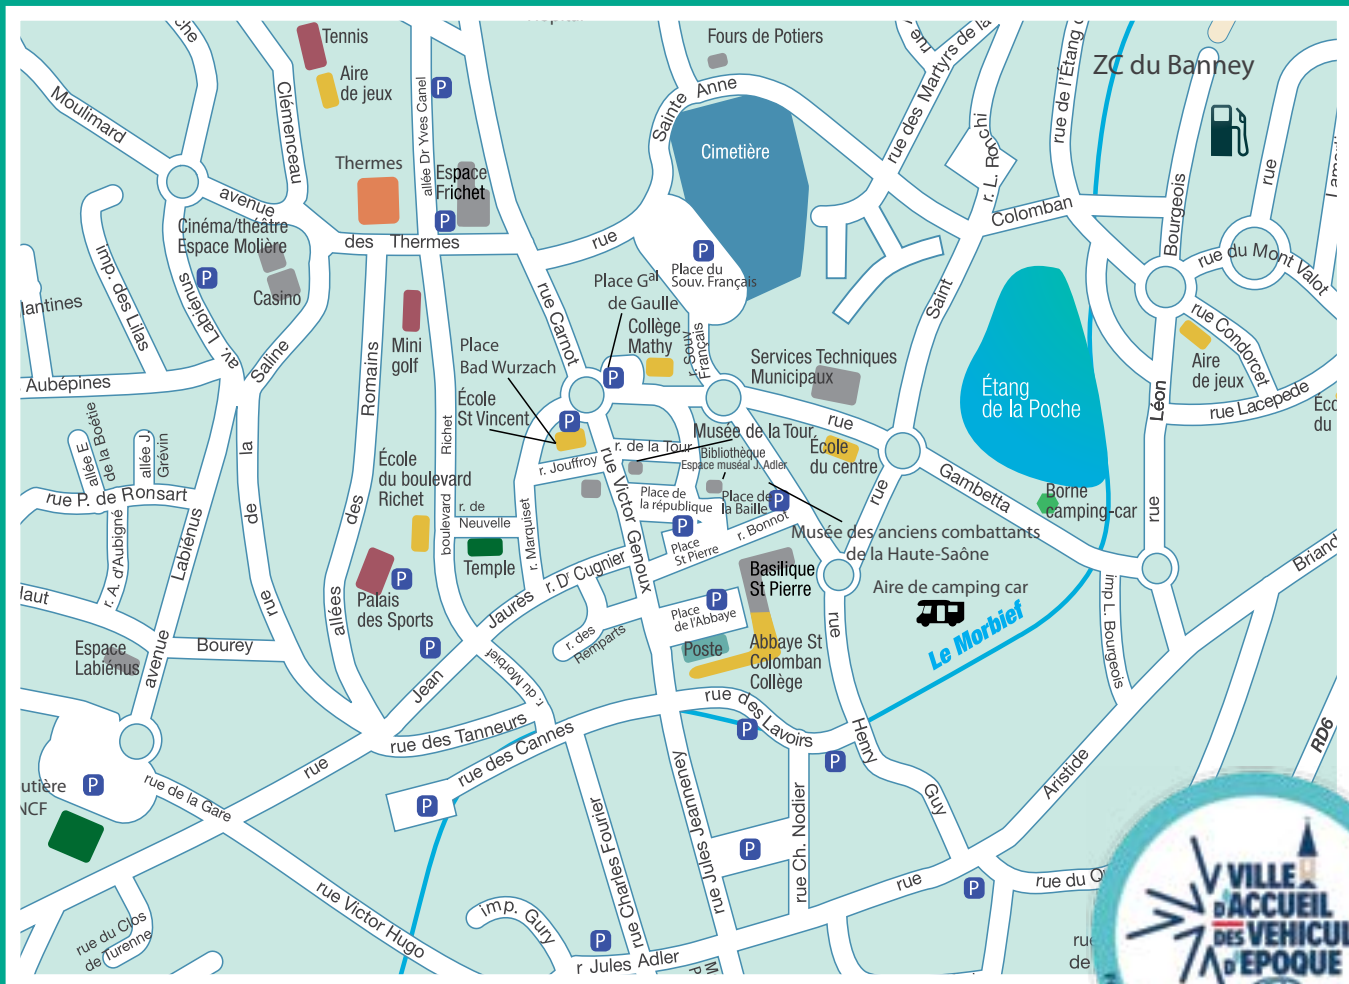 Tennis
Aire
de jeux
Fours de Potiers
ZC du Banney
Moulimard
Clémenceau
allée Dr Yves Canel
P
Sainte
Anne
rue
rue des Martyrs de la
r. L. Ronchi
rue de l'Étang
Cimetière
Thermes
Espace
Frichet
P
avenue
des
Thermes
rue
Colomban
Bourgeois
rue
rue du Mont Valot
Cinéma/théâtre
Espace Molière
P
Casino
imp. des Lilas
av. Labiénus
Saline
P
Place du
Souv. Français
Place Gal
de Gaulle
Collège
Mathy
r. Souv.
Français
rue Carnot
Mini
golf
Place
Bad Wurzach
École
St Vincent
P
P
Services Techniques
Municipaux
Saint
Étang
de la Poche
rue Condorcet
Aire
de jeux
rue Lacepede
Léon
rue
Aubépines
allée E.
de la Boétie
allée J.
Grévin
rue P. de Ronsart
r. A. d'Aubigné
Labiénus
avenue
la
de
rue
Romains
des
allées
Richet
boulevard
École
du boulevard
Richet
r. de
Neuvelle
Temple
r. Marquiset
r. Jouffroy
r. de la Tour
Musée de la Tour
Bibliothèque
Espace muséal J. Adler
École
du centre
rue
rue
Gambetta
Borne
camping-car
rue Victor Genoux
Place de
la république
Place de
la Baille
P
P
Place
St Pierre
r. Bonnot
Musée des anciens combattants
de la Haute-Saône
Aire de camping car
Le Morbief
imp L. Bourgeois
Briand
Basilique
St Pierre
P
Place
de l'Abbaye
Poste
Abbaye St
Colomban
Collège
Palais
des Sports
P
P
r. Dr Cugnier
Jaurès
Jean
r. des
Remparts
r. du Morbief
Bourey
Espace
Labiénus
rue des Tanneurs
rue des Cannes
rue des Lavoirs
P
P
rue
Henry
Guy
Aristide
RD6
rue
rue de la Gare
P
NCF
P
rue Victor Hugo
rue du Clos
de Turenne
imp. Gury
P
rue Charles Fourier
rue Jules Jeanneney
rue Ch. Nodier
P
r Jules Adler
rue
P
rue du
VILLE
D'ACCUEIL
DES VEHICUL
D'EPOQUE